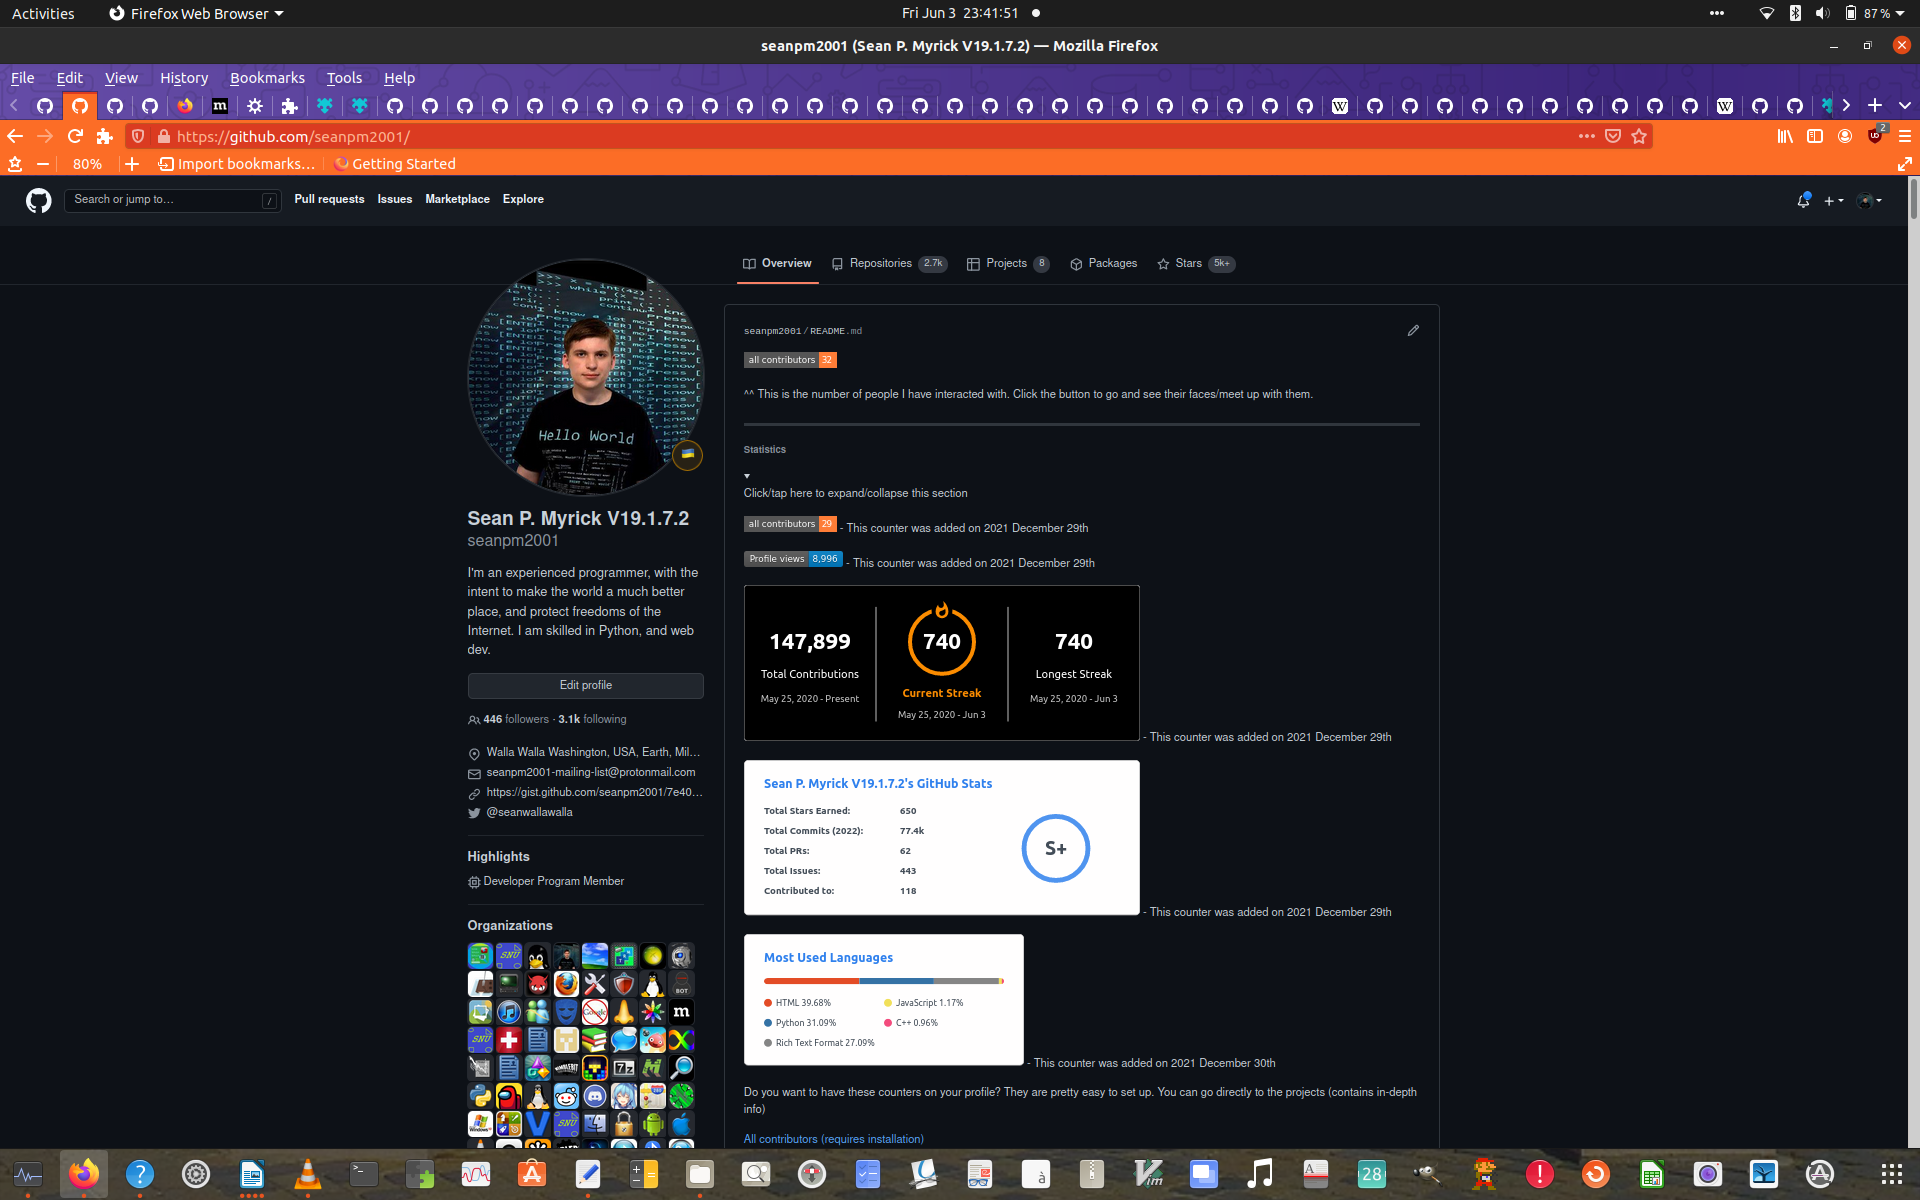 Activities
Firefox Web Browser
Fri Jun 3 23:41:51
87 %
seanpm2001 (Sean P. Myrick V19.1.7.2) — Mozilla Firefox
File Edit View History Bookmarks Tools Help
https://github.com/seanpm2001/
2
80%
Import bookmarks…
Getting Started
Search or jump to…
/
Pull requests
Issues
Marketplace
Explore
Overview
Repositories 2.7k
Projects 8
Packages
Stars 5k+
Hello World
Sean P. Myrick V19.1.7.2
seanpm2001
I'm an experienced programmer, with the
intent to make the world a much better
place, and protect freedoms of the
Internet. I am skilled in Python, and web
dev.
Edit profile
446 followers · 3.1k following
Walla Walla Washington, USA, Earth, Mil…
seanpm2001-mailing-list@protonmail.com
https://gist.github.com/seanpm2001/7e40…
@seanwallawalla
Highlights
Developer Program Member
Organizations
seanpm2001/README.md
all contributors 32
^^ This is the number of people I have interacted with. Click the button to go and see their faces/meet up with them.
Statistics
Click/tap here to expand/collapse this section
all contributors 29 - This counter was added on 2021 December 29th
Profile views 8,996 - This counter was added on 2021 December 29th
147,899
Total Contributions
May 25, 2020 - Present
740
Current Streak
May 25, 2020 - Jun 3
740
Longest Streak
May 25, 2020 - Jun 3
- This counter was added on 2021 December 29th
Sean P. Myrick V19.1.7.2's GitHub Stats
Total Stars Earned: 650
Total Commits (2022): 77.4k
Total PRs: 62
Total Issues: 443
Contributed to: 118
S+
- This counter was added on 2021 December 29th
Most Used Languages
HTML 39.68%
JavaScript 1.17%
Python 31.09%
C++ 0.96%
Rich Text Format 27.09%
- This counter was added on 2021 December 30th
Do you want to have these counters on your profile? They are pretty easy to set up. You can go directly to the projects (contains in-depth
info)
All contributors (requires installation)
28